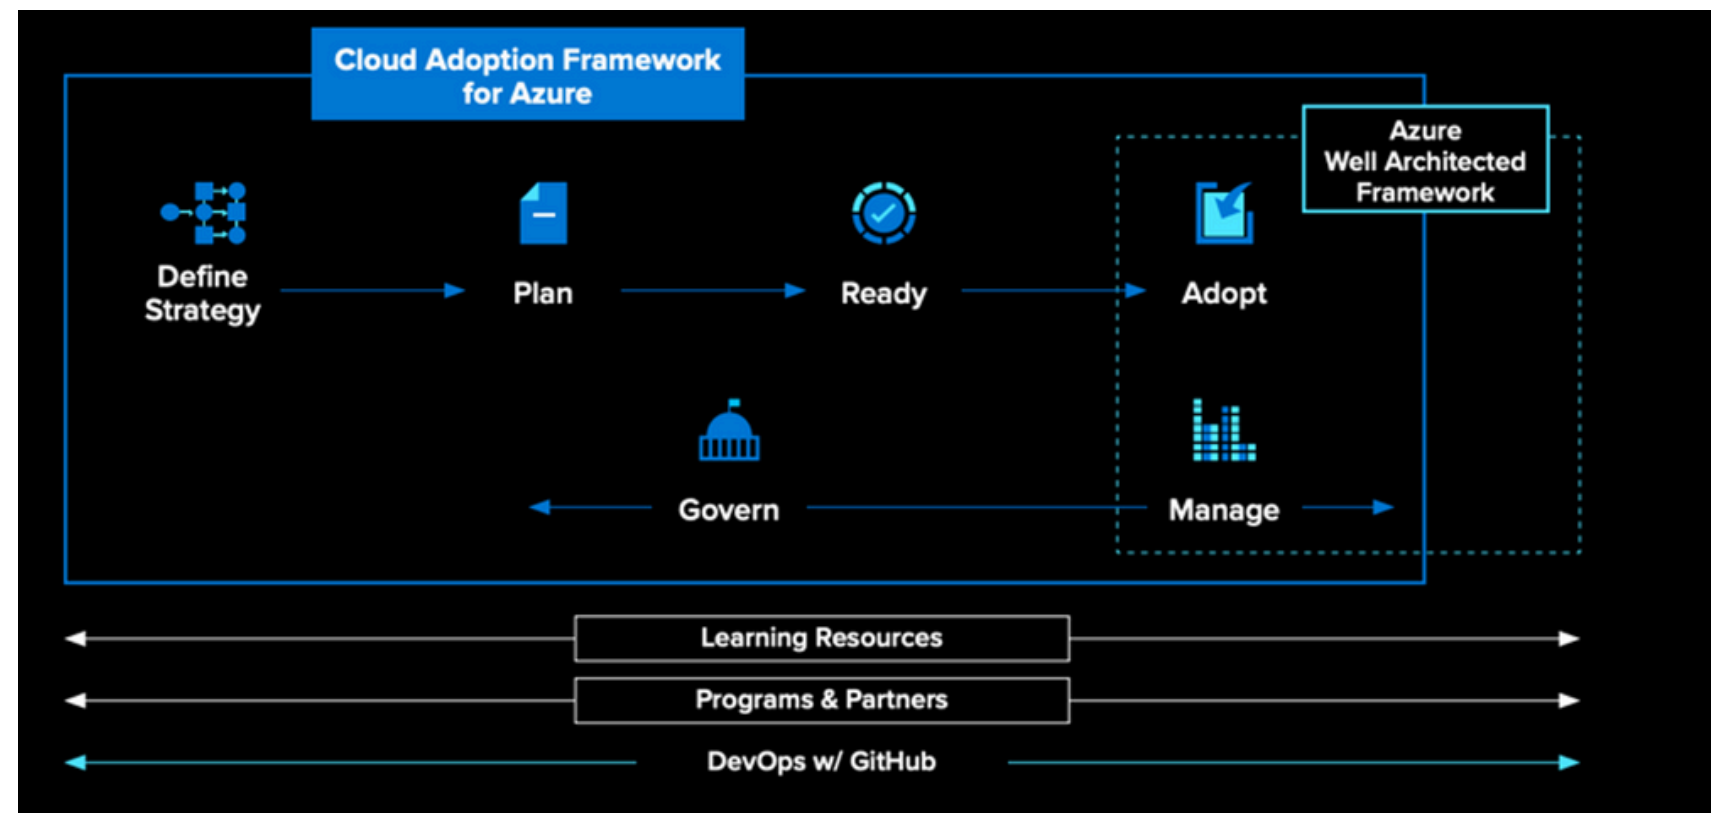 Cloud Adoption Framework
for Azure
Azure
Well Architected
Framework
Define
Strategy
Plan
Ready
Adopt
Govern
Manage
Learning Resources
Programs & Partners
DevOps w/ GitHub